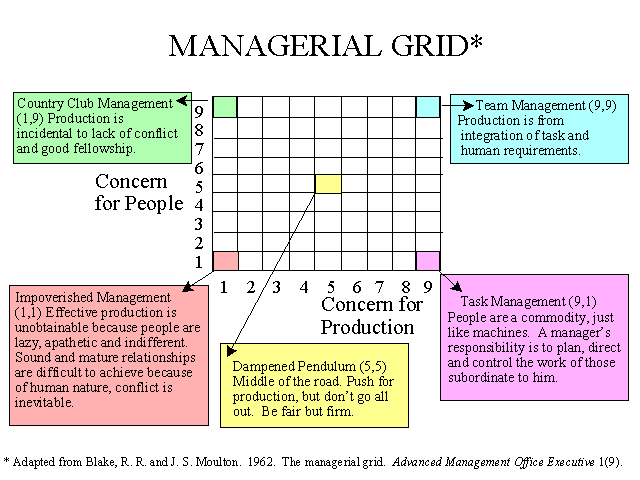 MANAGERIAL GRID*
Country Club Management
(1,9) Production is
incidental to lack of conflict
and good fellowship.
Team Management (9,9)
Production is from
integration of task and
human requirements.
9
8
7
6
5
4
3
2
1
Concern
for People
1 2 3 4 5 6 7 8 9
Concern for
Production
Impoverished Management
(1,1) Effective production is
unobtainable because people are
lazy, apathetic and indifferent.
Sound and mature relationships
are difficult to achieve because
of human nature, conflict is
inevitable.
Dampened Pendulum (5,5)
Middle of the road. Push for
production, but don't go all
out. Be fair but firm.
Task Management (9,1)
People are a commodity, just
like machines. A manager's
responsibility is to plan, direct
and control the work of those
subordinate to him.
* Adapted from Blake, R. R. and J. S. Moulton. 1962. The managerial grid. Advanced Management Office Executive 1(9).